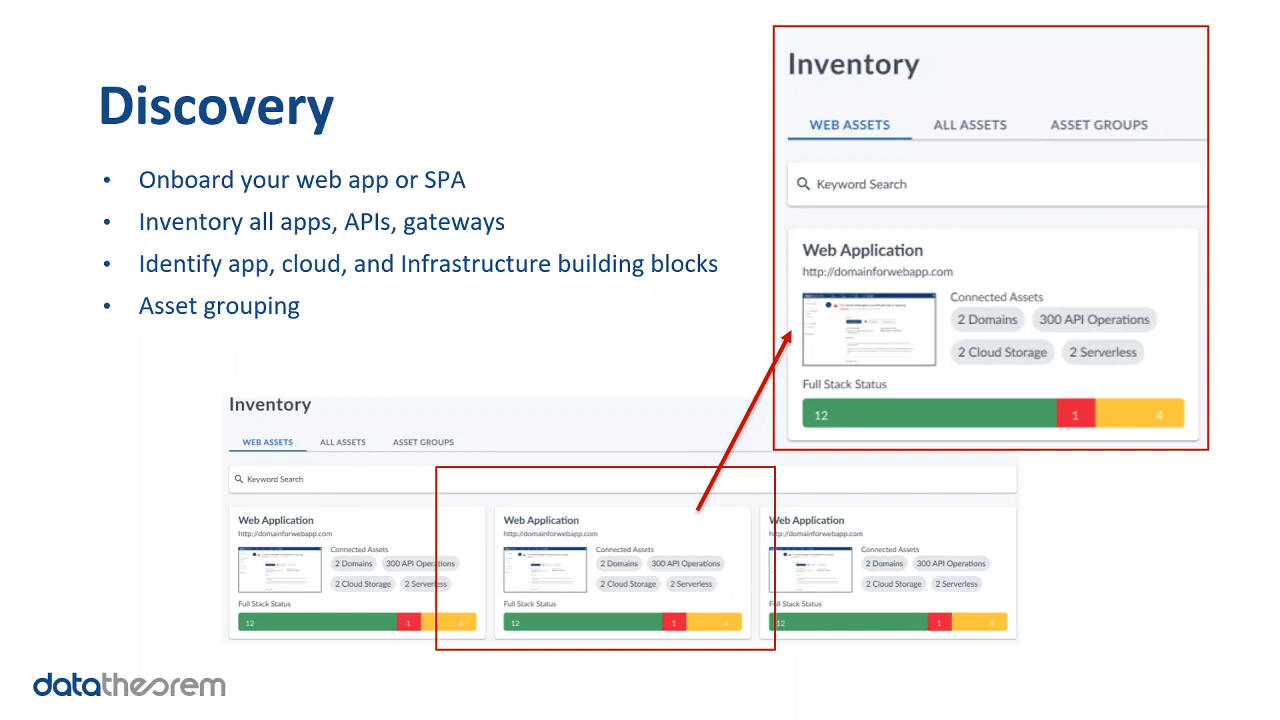 Discovery
• Onboard your web app or SPA
• Inventory all apps, APIs, gateways
• Identify app, cloud, and Infrastructure building blocks
• Asset grouping
Inventory
WEB ASSETS ALL ASSETS ASSET GROUPS
Keyword Search
Web Application
http://domainforwebapp.com
Connected Assets
2 Domains 300 API Operations
2 Cloud Storage 2 Serverless
Full Stack Status
12 1 4
Inventory
WEB ASSETS ALL ASSETS ASSET GROUPS
Keyword Search
Web Application
http://domainforwebapp.com
Connected Assets
2 Domains 300 API Operations
2 Cloud Storage 2 Serverless
Full Stack Status
12 1 4
Web Application
http://domainforwebapp.com
Connected Assets
2 Domains 300 API Operations
2 Cloud Storage 2 Serverless
Full Stack Status
12 1 4
Web Application
http://domainforwebapp.com
Connected Assets
2 Domains 300 API Operations
2 Cloud Storage 2 Serverless
Full Stack Status
12 1 4
datatheorem